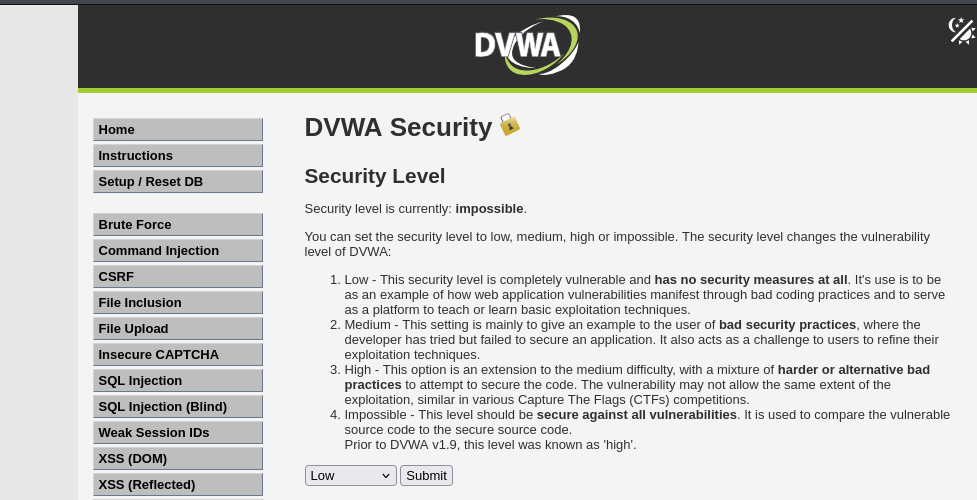 DVWA
Home
Instructions
Setup / Reset DB
Brute Force
Command Injection
CSRF
File Inclusion
File Upload
Insecure CAPTCHA
SQL Injection
SQL Injection (Blind)
Weak Session IDs
XSS (DOM)
XSS (Reflected)
DVWA Security
Security Level
Security level is currently: impossible.
You can set the security level to low, medium, high or impossible. The security level changes the vulnerability
level of DVWA:
1. Low - This security level is completely vulnerable and has no security measures at all. It's use is to be
as an example of how web application vulnerabilities manifest through bad coding practices and to serve
as a platform to teach or learn basic exploitation techniques.
2. Medium - This setting is mainly to give an example to the user of bad security practices, where the
developer has tried but failed to secure an application. It also acts as a challenge to users to refine their
exploitation techniques.
3. High - This option is an extension to the medium difficulty, with a mixture of harder or alternative bad
practices to attempt to secure the code. The vulnerability may not allow the same extent of the
exploitation, similar in various Capture The Flags (CTFs) competitions.
4. Impossible - This level should be secure against all vulnerabilities. It is used to compare the vulnerable
source code to the secure source code.
Prior to DVWA v1.9, this level was known as 'high'.
Low Submit